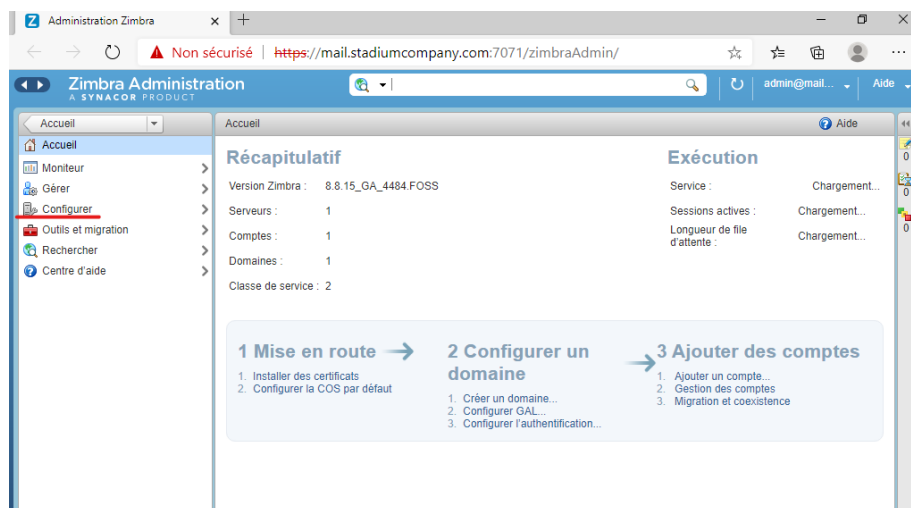 Administration Zimbra
Non sécurisé | https://mail.stadiumcompany.com:7071/zimbraAdmin/
Zimbra Administration
A SYNACOR PRODUCT
admin@mail...
Aide
Accueil
Accueil
Aide
Accueil
Moniteur
Gérer
Configurer
Outils et migration
Rechercher
Centre d'aide
Récapitulatif
Version Zimbra : 8.8.15_GA_4484.FOSS
Serveurs : 1
Comptes : 1
Domaines : 1
Classe de service : 2
Exécution
Service : Chargement...
Sessions actives : Chargement...
Longueur de file d'attente : Chargement...
0
0
0
1 Mise en route
1. Installer des certificats
2. Configurer la COS par défaut
2 Configurer un
domaine
1. Créer un domaine...
2. Configurer GAL...
3. Configurer l'authentification...
3 Ajouter des comptes
1. Ajouter un compte...
2. Gestion des comptes
3. Migration et coexistence